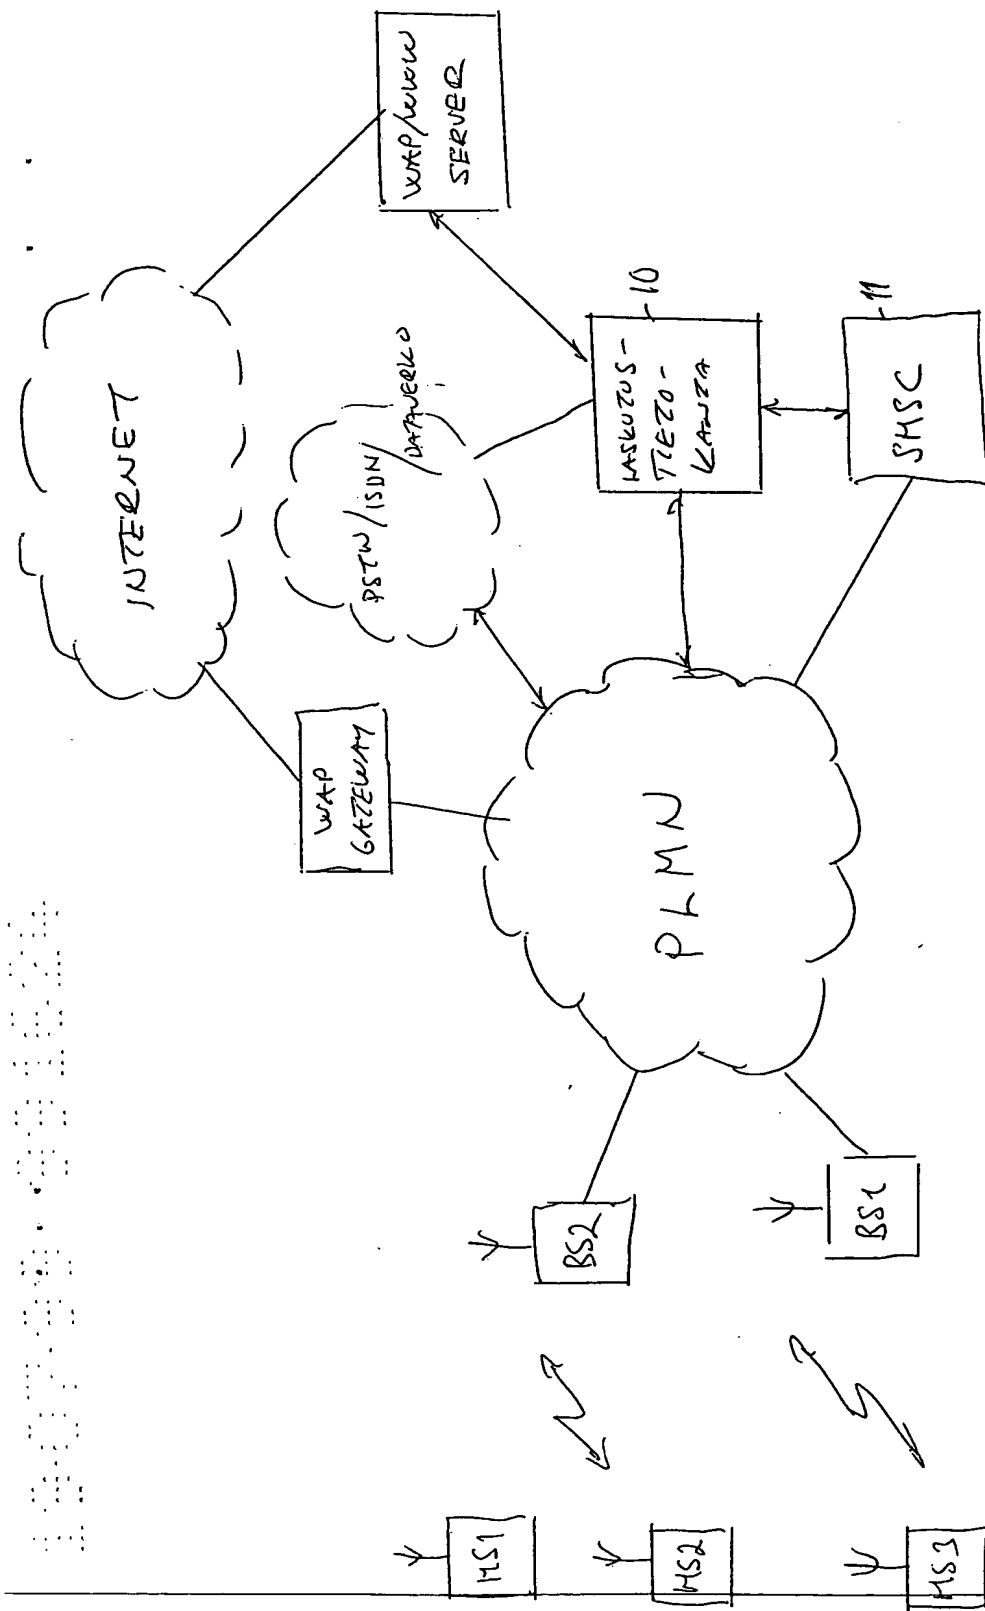 INTERNET
WAP/WWW
SERVER
WAP
GATEWAY
PSTN/ISDN/
DATAVERKO
LASKUTUS-
TIETO-
KANTA
10
SMSC
11
PLMN
BS2
BS1
MS1
MS2
MS3